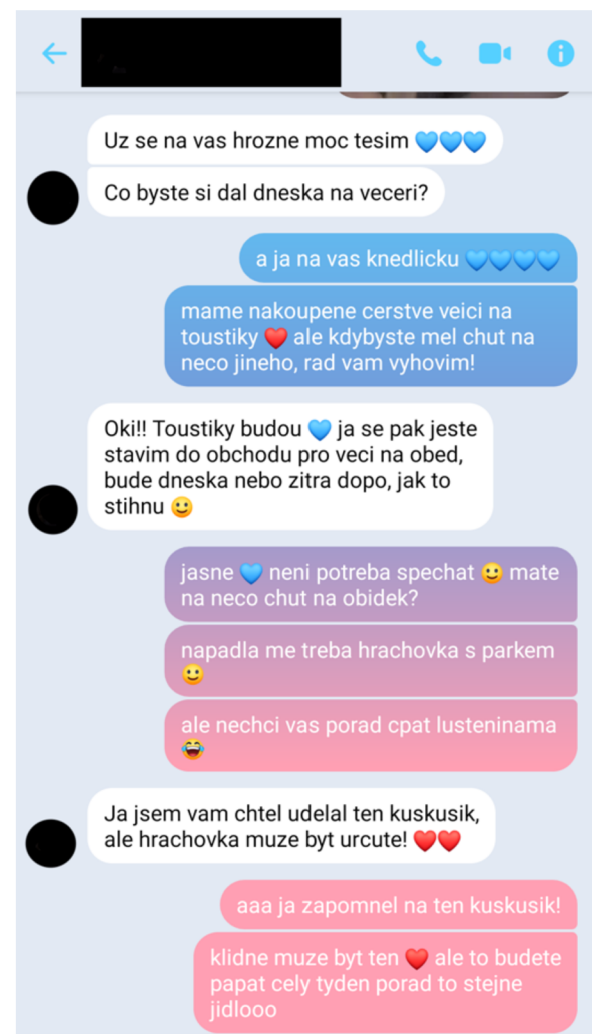 Uz se na vas hrozne moc tesim 💙💙💙
Co byste si dal dneska na veceri?
a ja na vas knedlicku 💙💙💙💙
mame nakoupene cerstve veici na
toustiky ❤️ ale kdybyste mel chut na
neco jineho, rad vam vyhovim!
Oki!! Toustiky budou 💙 ja se pak jeste
stavim do obchodu pro veci na obed,
bude dneska nebo zitra dopo, jak to
stihnu 🙂
jasne 💙 neni potreba spechat 🙂 mate
na neco chut na obidek?
napadla me treba hrachovka s parkem
🙂
ale nechci vas porad cpat lusteninama
😂
Ja jsem vam chtel udelal ten kuskusik,
ale hrachovka muze byt urcute! ❤️❤️
aaa ja zapomnel na ten kuskusik!
klidne muze byt ten ❤️ ale to budete
papat cely tyden porad to stejne
jidlooo